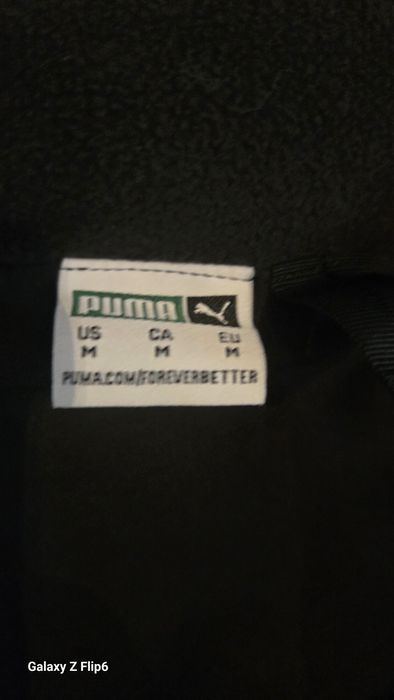 PUMA
US CA EU
M M M
PUMA.COM/FOREVERBETTER
Galaxy Z Flip6